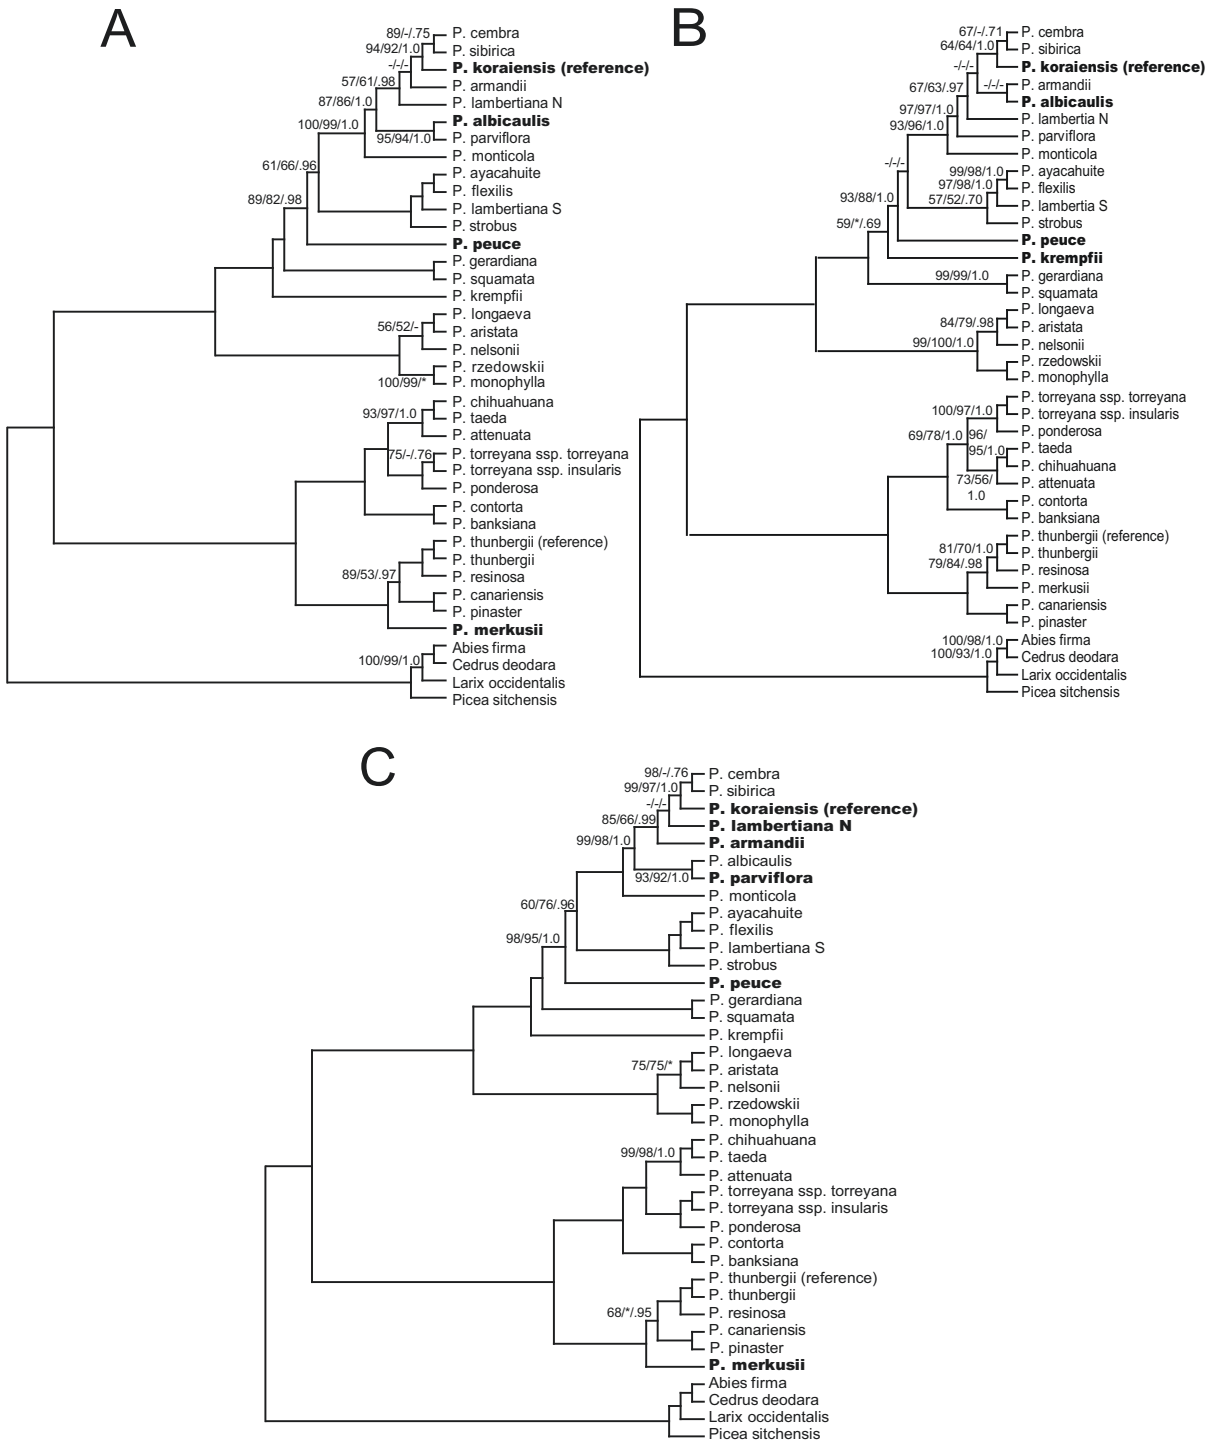 A
89/-/.75
P. cembra
94/92/1.0
P. sibirica
-/-/-
P. koraiensis (reference)
57/61/.98
P. armandii
87/86/1.0
P. lambertiana N
100/99/1.0
P. albicaulis
95/94/1.0
P. parviflora
P. monticola
61/66/.96
P. ayacahuite
P. flexilis
89/82/.98
P. lambertiana S
P. strobus
P. peuce
P. gerardiana
P. squamata
P. krempfii
P. longaeva
56/52/-
P. aristata
P. nelsonii
P. rzedowskii
100/99/*
P. monophylla
P. chihuahuana
93/97/1.0
P. taeda
P. attenuata
75/-/.76
P. torreyana ssp. torreyana
P. torreyana ssp. insularis
P. ponderosa
P. contorta
P. banksiana
P. thunbergii (reference)
P. thunbergii
89/53/.97
P. resinosa
P. canariensis
P. pinaster
P. merkusii
Abies firma
100/99/1.0
Cedrus deodara
Larix occidentalis
Picea sitchensis
B
67/-/.71
P. cembra
64/64/1.0
P. sibirica
-/-/-
P. koraiensis (reference)
-/-/-
P. armandii
67/63/.97
P. albicaulis
97/97/1.0
P. lambertia N
93/96/1.0
P. parviflora
P. monticola
-/-/-
99/98/1.0
P. ayacahuite
97/98/1.0
P. flexilis
93/88/1.0
57/52/.70
P. lambertia S
59/*/.69
P. strobus
P. peuce
P. krempfii
99/99/1.0
P. gerardiana
P. squamata
P. longaeva
84/79/.98
P. aristata
99/100/1.0
P. nelsonii
P. rzedowskii
P. monophylla
P. torreyana ssp. torreyana
100/97/1.0
P. torreyana ssp. insularis
P. ponderosa
69/78/1.0
96/
95/1.0
P. taeda
P. chihuahuana
73/56/
1.0
P. attenuata
P. contorta
P. banksiana
P. thunbergii (reference)
81/70/1.0
P. thunbergii
79/84/.98
P. resinosa
P. merkusii
P. canariensis
P. pinaster
100/98/1.0
Abies firma
100/93/1.0
Cedrus deodara
Larix occidentalis
Picea sitchensis
C
98/-/.76
P. cembra
99/97/1.0
P. sibirica
-/-/-
P. koraiensis (reference)
85/66/.99
P. lambertiana N
99/98/1.0
P. armandii
P. albicaulis
93/92/1.0
P. parviflora
P. monticola
60/76/.96
P. ayacahuite
P. flexilis
98/95/1.0
P. lambertiana S
P. strobus
P. peuce
P. gerardiana
P. squamata
P. krempfii
P. longaeva
75/75/*
P. aristata
P. nelsonii
P. rzedowskii
P. monophylla
P. chihuahuana
99/98/1.0
P. taeda
P. attenuata
P. torreyana ssp. torreyana
P. torreyana ssp. insularis
P. ponderosa
P. contorta
P. banksiana
P. thunbergii (reference)
P. thunbergii
68/*/.95
P. resinosa
P. canariensis
P. pinaster
P. merkusii
Abies firma
Cedrus deodara
Larix occidentalis
Picea sitchensis